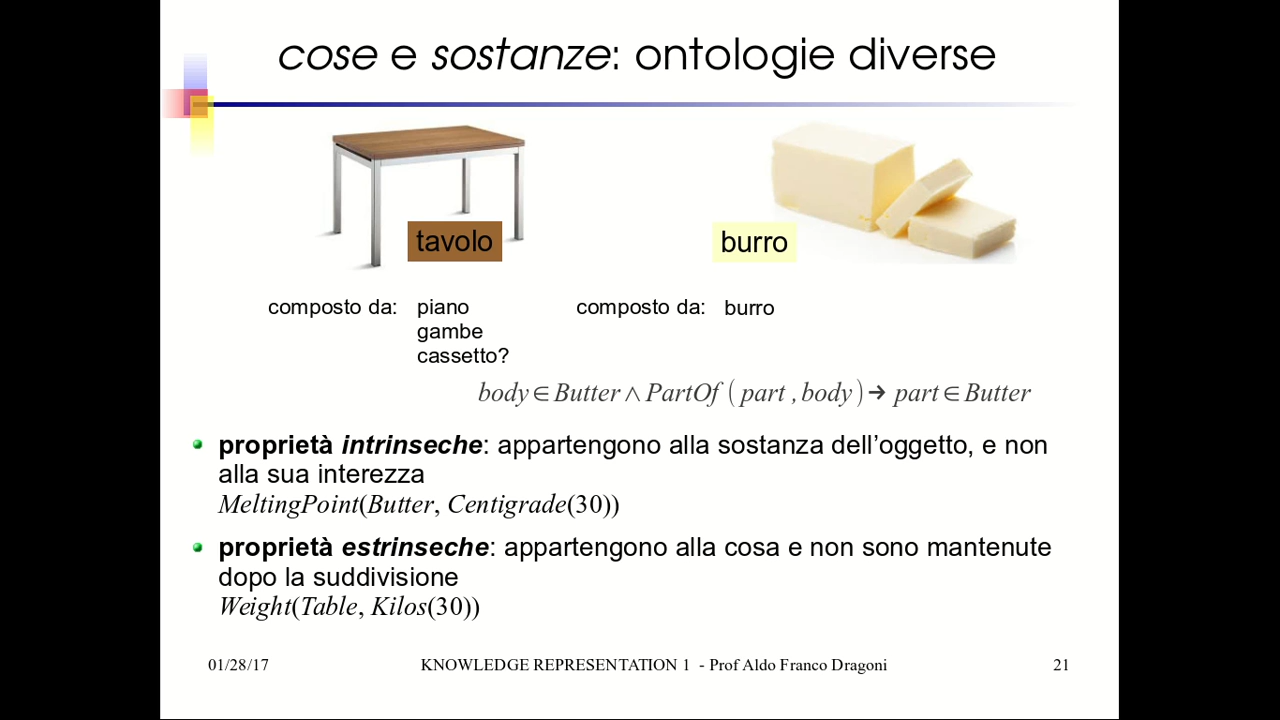 cose e sostanze: ontologie diverse
tavolo
burro
composto da: piano
gambe
cassetto?
composto da: burro
body ∈ Butter ∧ PartOf ( part , body ) → part ∈ Butter
proprietà intrinseche: appartengono alla sostanza dell’oggetto, e non
alla sua interezza
MeltingPoint(Butter, Centigrade(30))
proprietà estrinseche: appartengono alla cosa e non sono mantenute
dopo la suddivisione
Weight(Table, Kilos(30))
01/28/17
KNOWLEDGE REPRESENTATION 1 - Prof Aldo Franco Dragoni
21